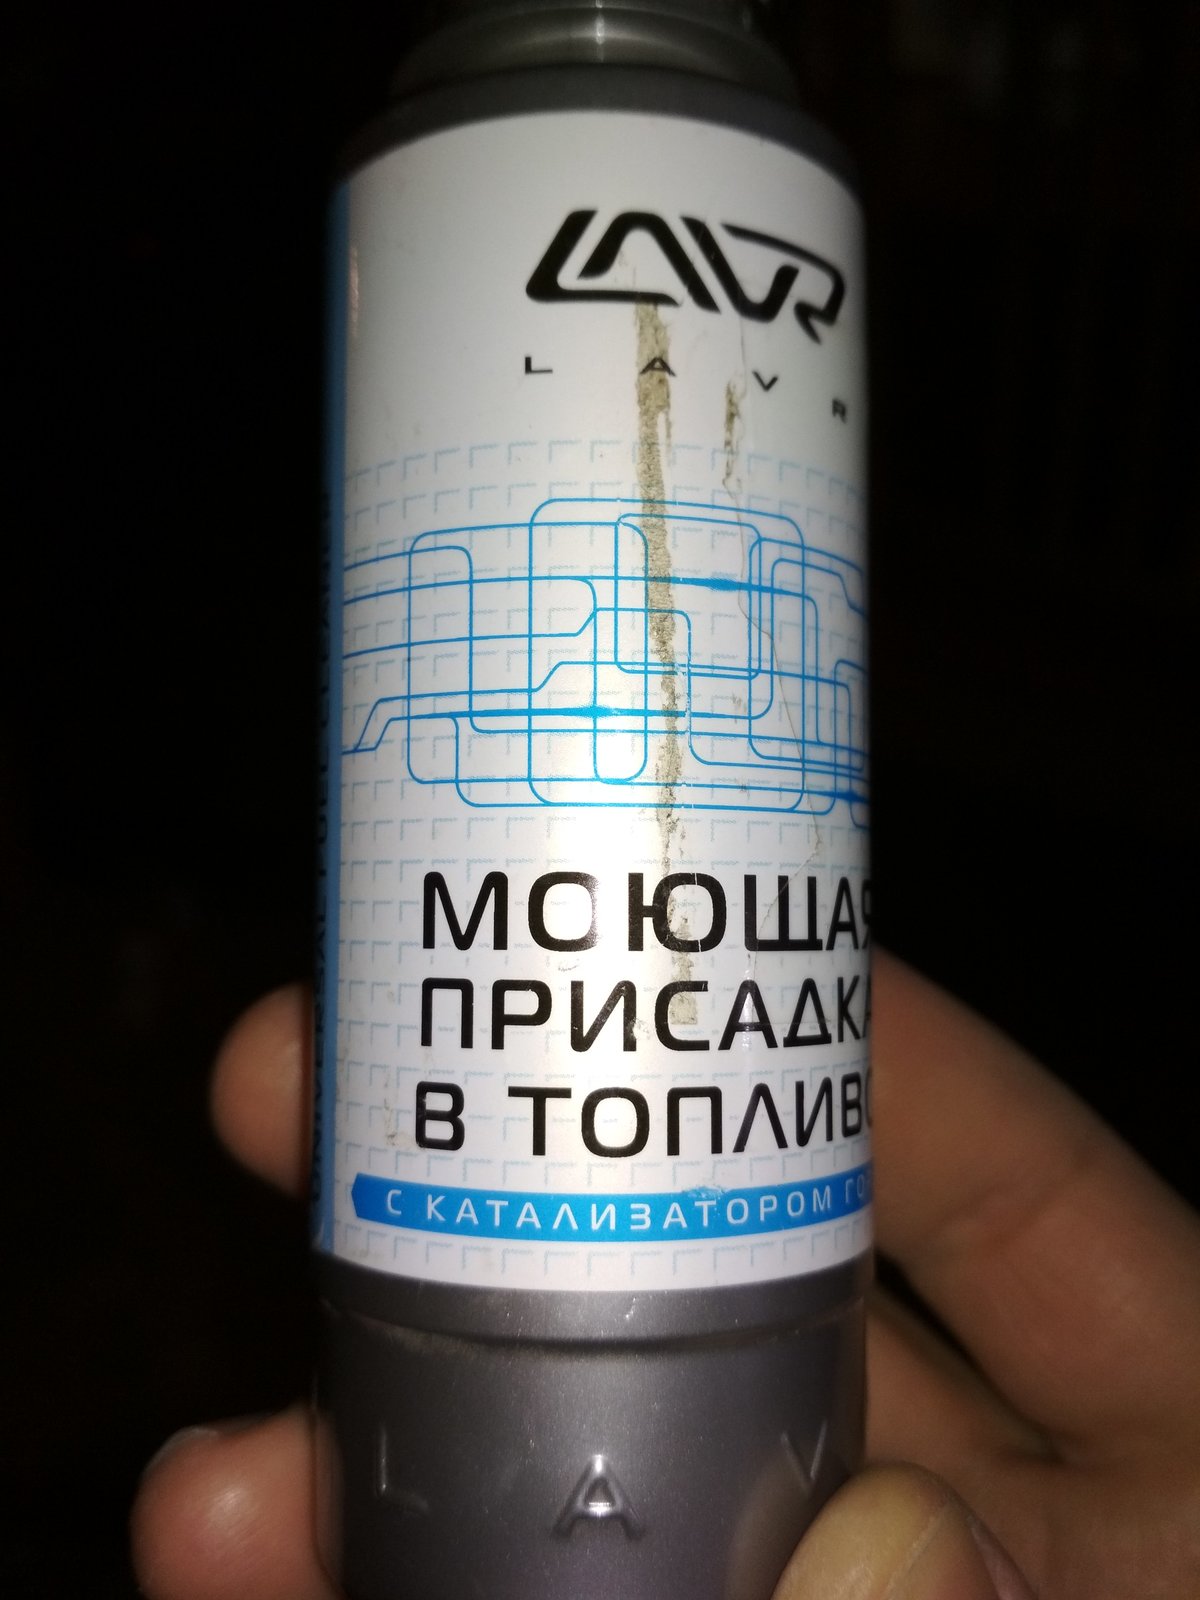 LAVR
L A V R
МОЮЩАЯ
ПРИСАДКА
В ТОПЛИВО
С КАТАЛИЗАТОРОМ
L A V